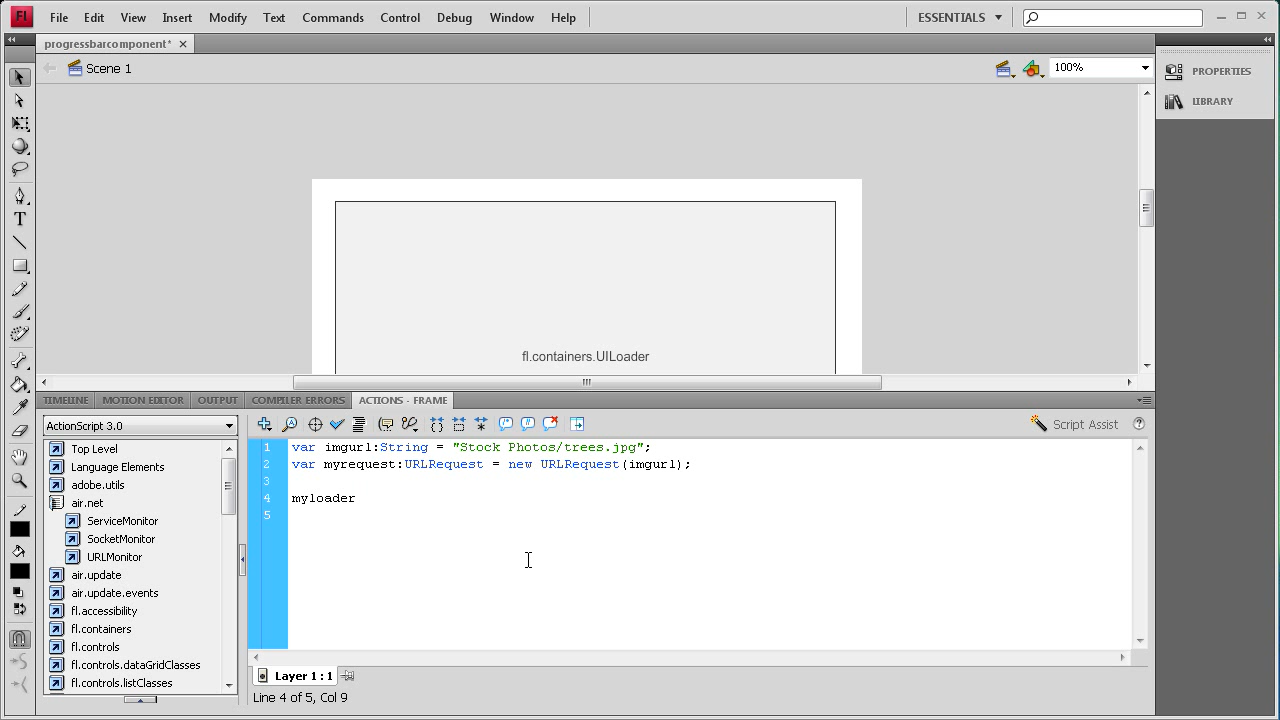 Fl File Edit View Insert Modify Text Commands Control Debug Window Help ESSENTIALS
progressbarcomponent*
Scene 1 100%
PROPERTIES
LIBRARY
fl.containers.UILoader
TIMELINE MOTION EDITOR OUTPUT COMPILER ERRORS ACTIONS - FRAME
ActionScript 3.0 Script Assist
Top Level
Language Elements
adobe.utils
air.net
ServiceMonitor
SocketMonitor
URLMonitor
air.update
air.update.events
fl.accessibility
fl.containers
fl.controls
fl.controls.dataGridClasses
fl.controls.listClasses
1 var imgurl:String = "Stock Photos/trees.jpg";
2 var myrequest:URLRequest = new URLRequest(imgurl);
3
4 myloader
5
Layer 1 : 1
Line 4 of 5, Col 9